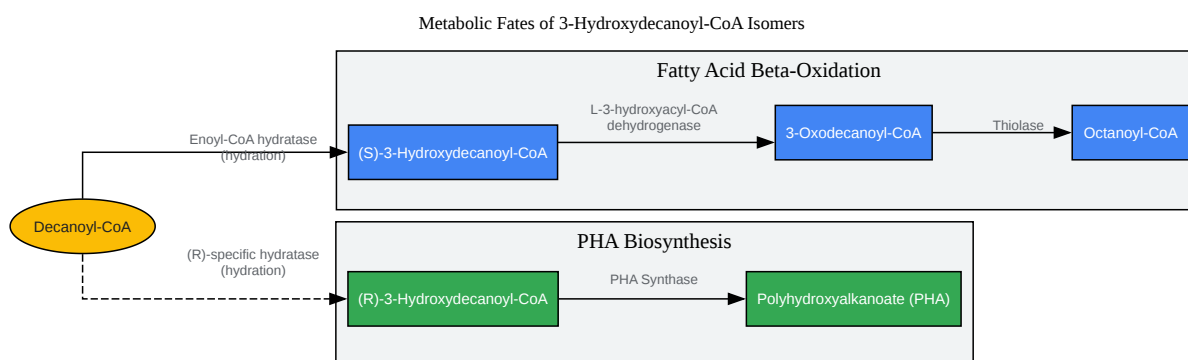 Metabolic Fates of 3-Hydroxydecanoyl-CoA Isomers
Fatty Acid Beta-Oxidation
Enoyl-CoA hydratase
(hydration)
(S)-3-Hydroxydecanoyl-CoA
L-3-hydroxyacyl-CoA
dehydrogenase
3-Oxodecanoyl-CoA
Thiolase
Octanoyl-CoA
Decanoyl-CoA
PHA Biosynthesis
(R)-specific hydratase
(hydration)
(R)-3-Hydroxydecanoyl-CoA
PHA Synthase
Polyhydroxyalkanoate (PHA)